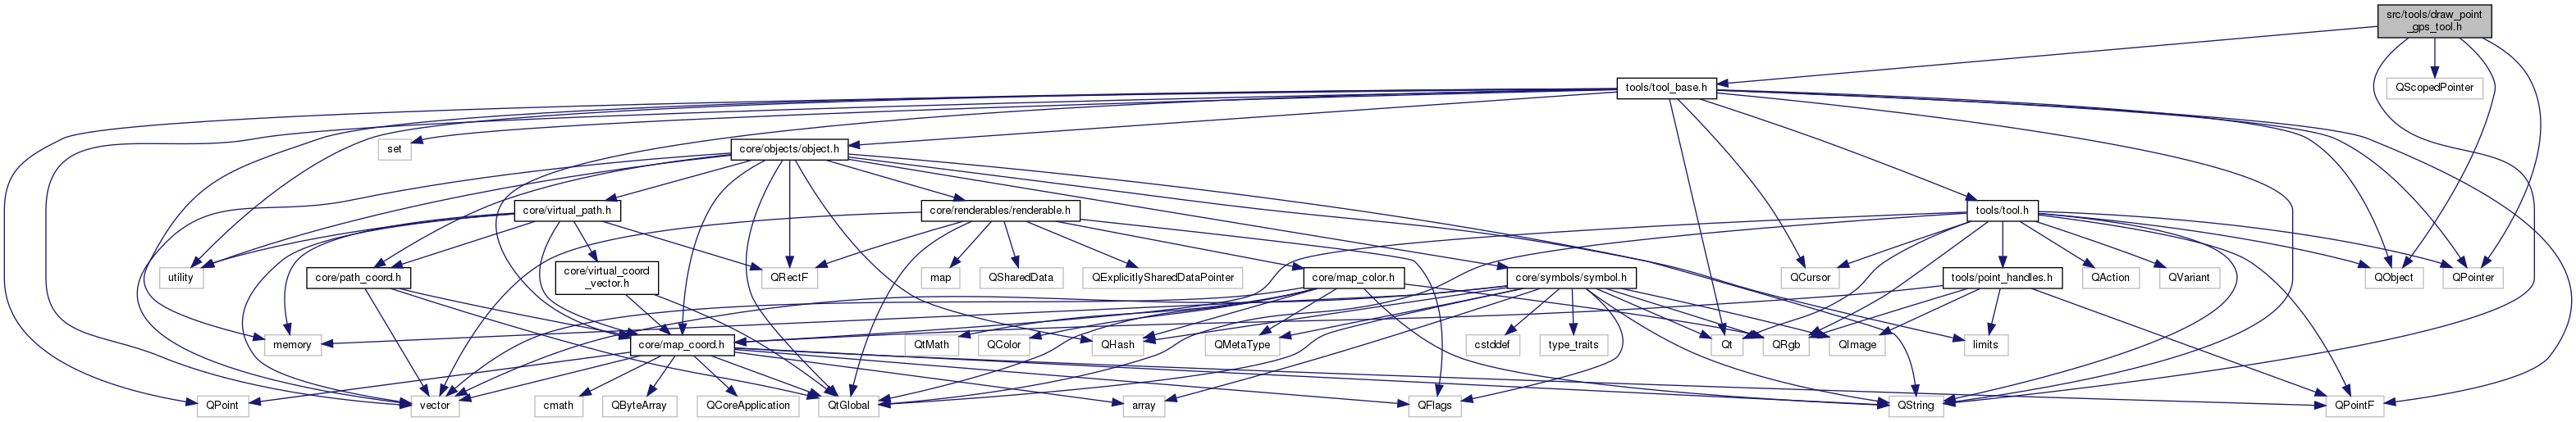 src/tools/draw_point
_gps_tool.h
tools/tool_base.h
QScopedPointer
set
core/objects/object.h
core/virtual_path.h
core/renderables/renderable.h
tools/tool.h
utility
core/path_coord.h
core/virtual_coord
_vector.h
QRectF
map
QSharedData
QExplicitlySharedDataPointer
core/map_color.h
core/symbols/symbol.h
QCursor
tools/point_handles.h
QAction
QVariant
QObject
QPointer
memory
core/map_coord.h
QtMath
QColor
QHash
QMetaType
cstddef
type_traits
Qt
QRgb
QImage
limits
QPoint
vector
cmath
QByteArray
QCoreApplication
QtGlobal
array
QFlags
QString
QPointF